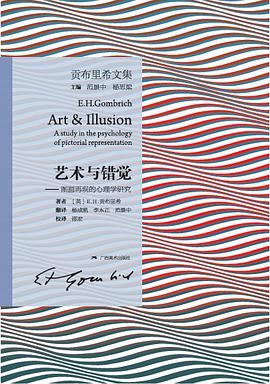 贡布里希文集
主编 范景中 杨思梁
E.H.Gombrich
Art & Illusion
A study in the psychology
of pictorial representation
艺术与错觉
——图画再现的心理学研究
著者 [英] E.H.贡布里希
翻译 杨成凯 李本正 范景中
校译 邵宏
广西美术出版社